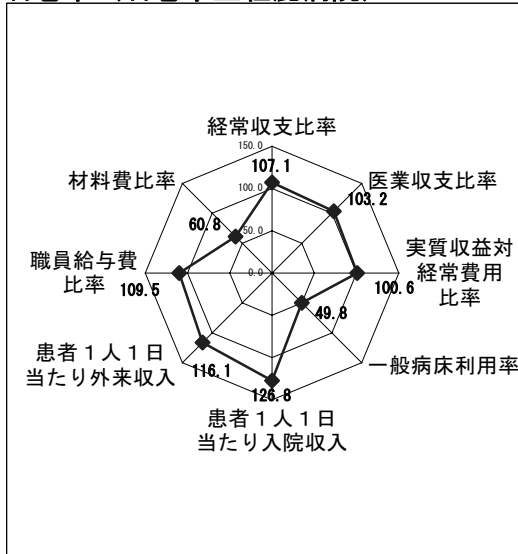 経常収支比率
150.0
107.1
材料費比率
医業収支比率
100.0
103.2
60.8
50.0
職員給与費
比率
実質収益対
経常費用
比率
0.0
109.5
100.6
49.8
患者１人１日
当たり外来収入
一般病床利用率
116.1
126.8
患者１人１日
当たり入院収入